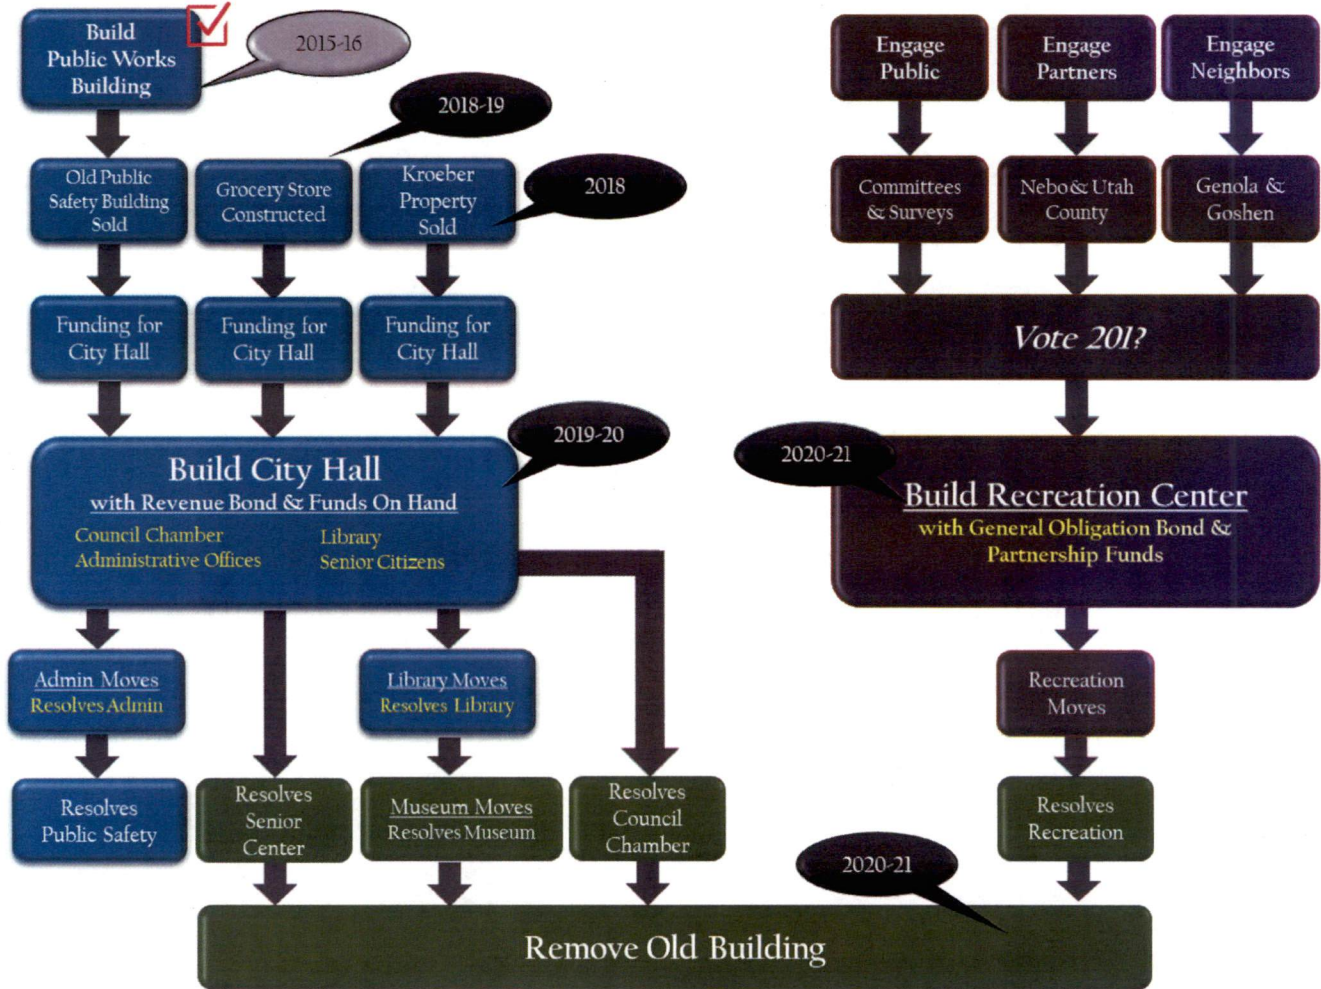 Build
Public Works
Building
2015-16
Engage
Public
Engage
Partners
Engage
Neighbors
2018-19
Old Public
Safety Building
Sold
Grocery Store
Constructed
Kroeber
Property
Sold
2018
Committees
& Surveys
Nebo & Utah
County
Genola &
Goshen
Funding for
City Hall
Funding for
City Hall
Funding for
City Hall
Vote 201?
Build City Hall
with Revenue Bond & Funds On Hand
Council Chamber
Administrative Offices
Library
Senior Citizens
2019-20
2020-21
Build Recreation Center
with General Obligation Bond &
Partnership Funds
Admin Moves
Resolves Admin
Library Moves
Resolves Library
Recreation
Moves
Resolves
Public Safety
Resolves
Senior
Center
Museum Moves
Resolves Museum
Resolves
Council
Chamber
Resolves
Recreation
2020-21
Remove Old Building